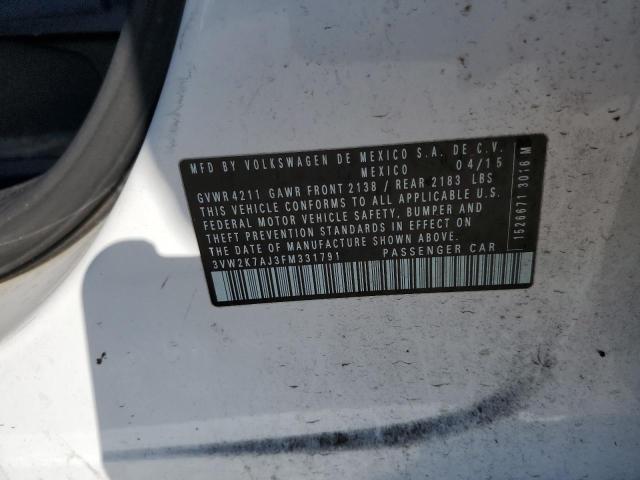 MFD BY VOLKSWAGEN DE MEXICO S.A. DE C.V.
MEXICO 04/15
GVWR 4211 GAWR FRONT 2138 / REAR 2183 LBS
THIS VEHICLE CONFORMS TO ALL APPLICABLE U.S.
FEDERAL MOTOR VEHICLE SAFETY, BUMPER AND
THEFT PREVENTION STANDARDS IN EFFECT ON
THE DATE OF MANUFACTURE SHOWN ABOVE.
3VW2K7AJ3FM331791 PASSENGER CAR
1E526671 3016 M